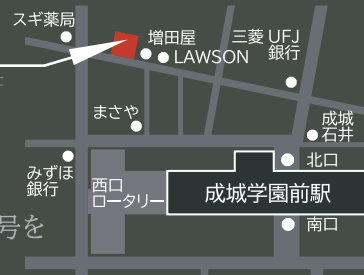 スギ薬局
増田屋
LAWSON
三菱 UFJ
銀行
まさや
成城
石井
みずほ
銀行
西口
ロータリー
北口
成城学園前駅
南口
号を